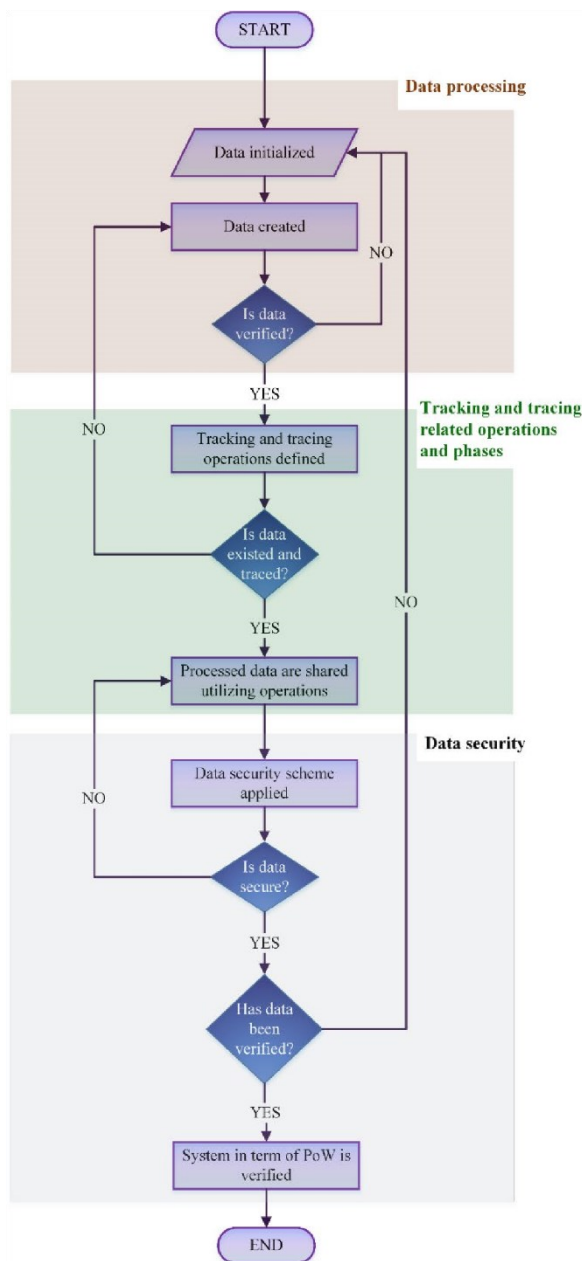 START
Data processing
Data initialized
Data created
NO
Is data
verified?
YES
Tracking and tracing
related operations
and phases
NO
Tracking and tracing
operations defined
Is data
existed and
traced?
NO
YES
Processed data are shared
utilizing operations
Data security
Data security scheme
applied
NO
Is data
secure?
YES
Has data
been
verified?
YES
System in term of PoW is
verified
END